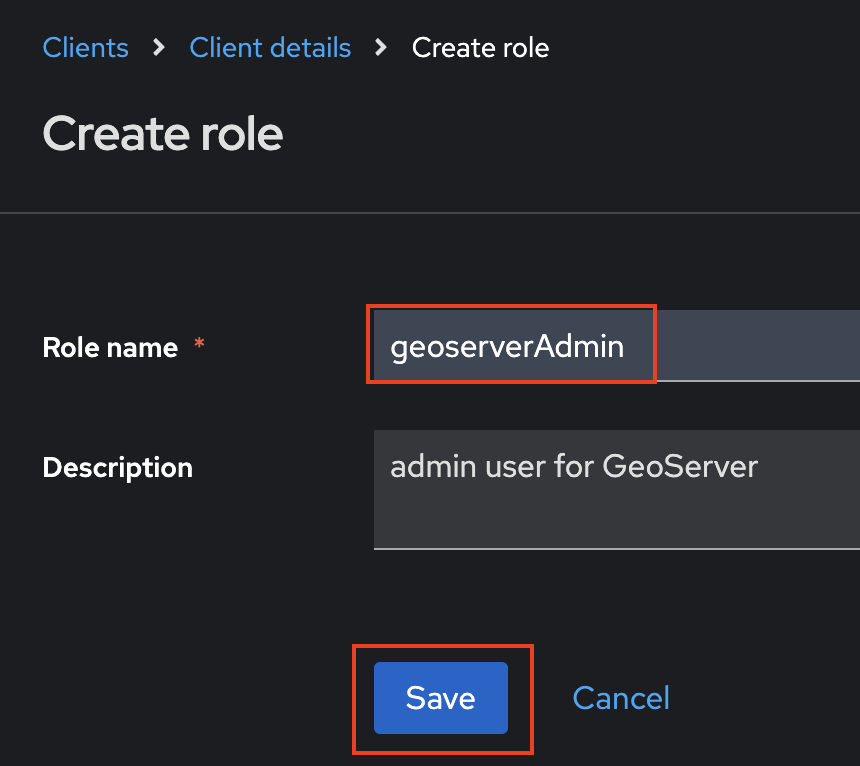 Clients > Client details > Create role
Create role
Role name *
geoserverAdmin
Description
admin user for GeoServer
Save
Cancel